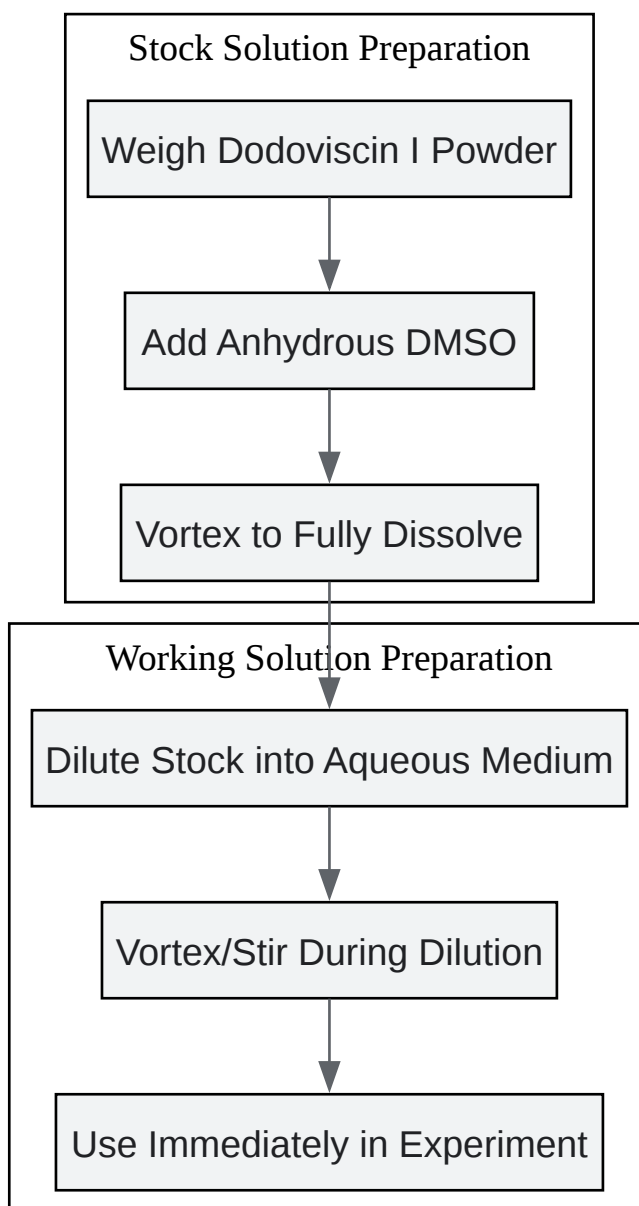 Stock Solution Preparation
Weigh Dodoviscin I Powder
Add Anhydrous DMSO
Vortex to Fully Dissolve
Working Solution Preparation
Dilute Stock into Aqueous Medium
Vortex/Stir During Dilution
Use Immediately in Experiment